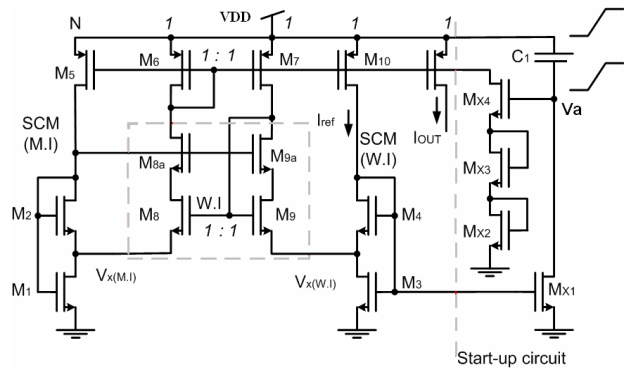 N 1 VDD 1 1 1
M5 M6 1 : 1 M7 M10 C1
SCM (M.I) Iref SCM (W.I) IOUT MX4 Va
M8a M9a MX3
M2 M8 W.I M9 M4 MX2
1 : 1
Vx(M.I) Vx(W.I)
M1 M3 MX1
Start-up circuit